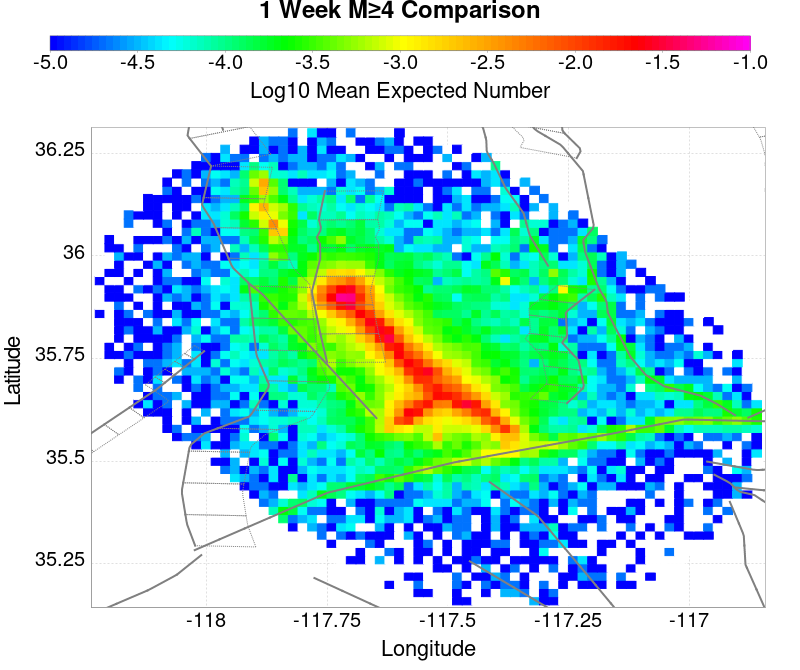 1 Week M≥4 Comparison
-5.0 -4.5 -4.0 -3.5 -3.0 -2.5 -2.0 -1.5 -1.0
Log10 Mean Expected Number
36.25
36
35.75
35.5
35.25
Latitude
-118 -117.75 -117.5 -117.25 -117
Longitude